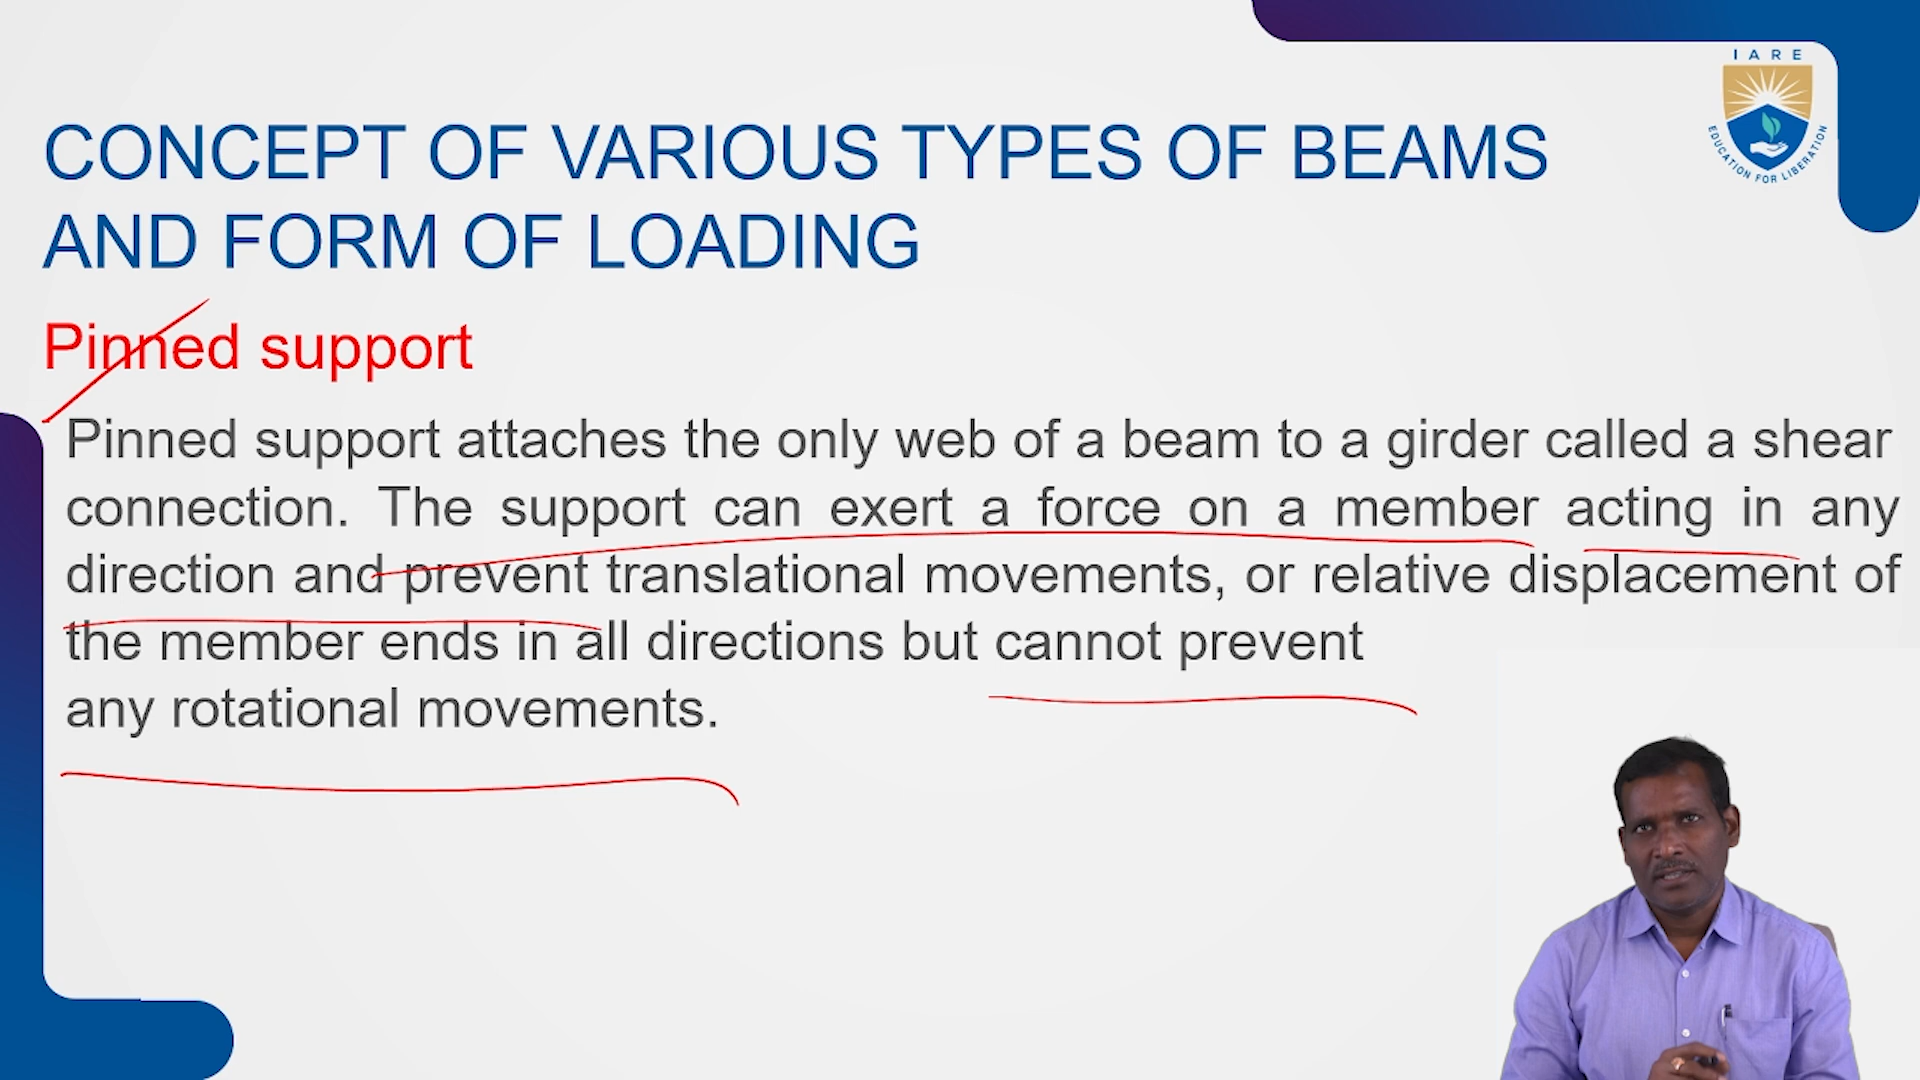 IARE
EDUCATION FOR LIBERATION
CONCEPT OF VARIOUS TYPES OF BEAMS
AND FORM OF LOADING
Pinned support
Pinned support attaches the only web of a beam to a girder called a shear
connection. The support can exert a force on a member acting in any
direction and prevent translational movements, or relative displacement of
the member ends in all directions but cannot prevent
any rotational movements.